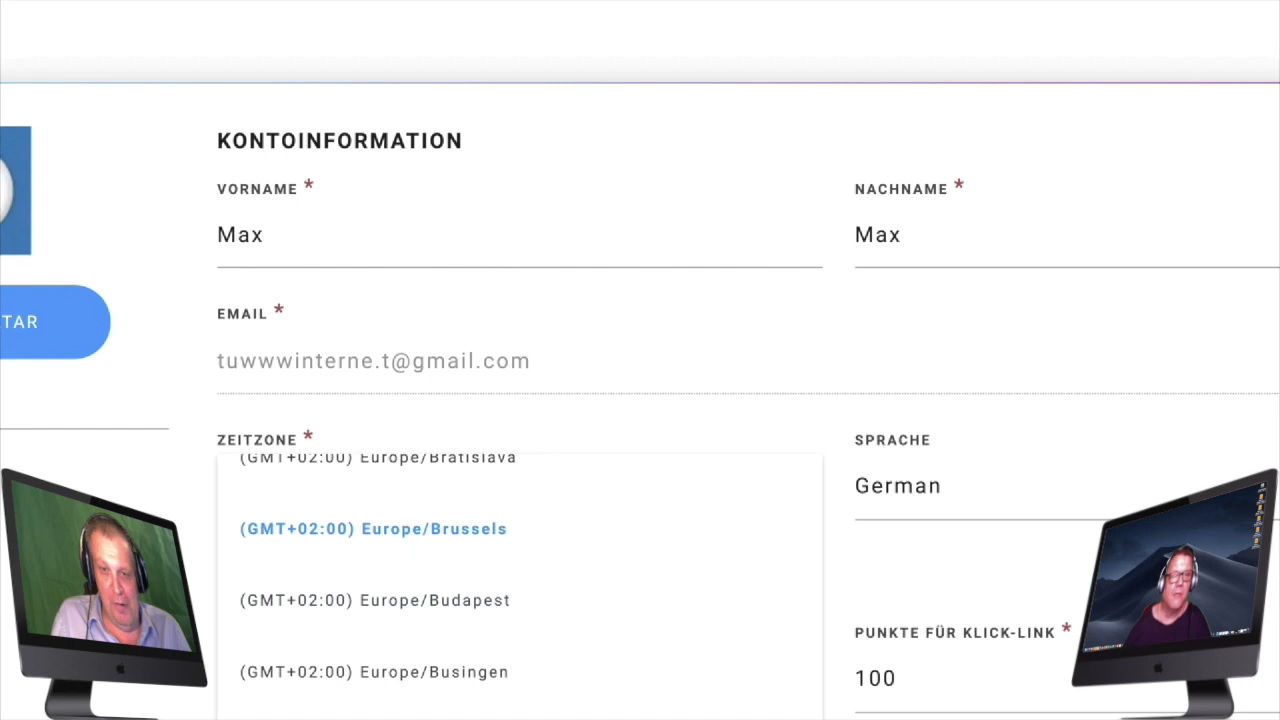 KONTOINFORMATION
VORNAME *
NACHNAME *
Max
Max
EMAIL *
TAR
tuwwwinterne.t@gmail.com
ZEITZONE *
SPRACHE
(GMT+02:00) Europe/Bratislava
German
(GMT+02:00) Europe/Brussels
(GMT+02:00) Europe/Budapest
PUNKTE FÜR KLICK-LINK *
(GMT+02:00) Europe/Busingen
100